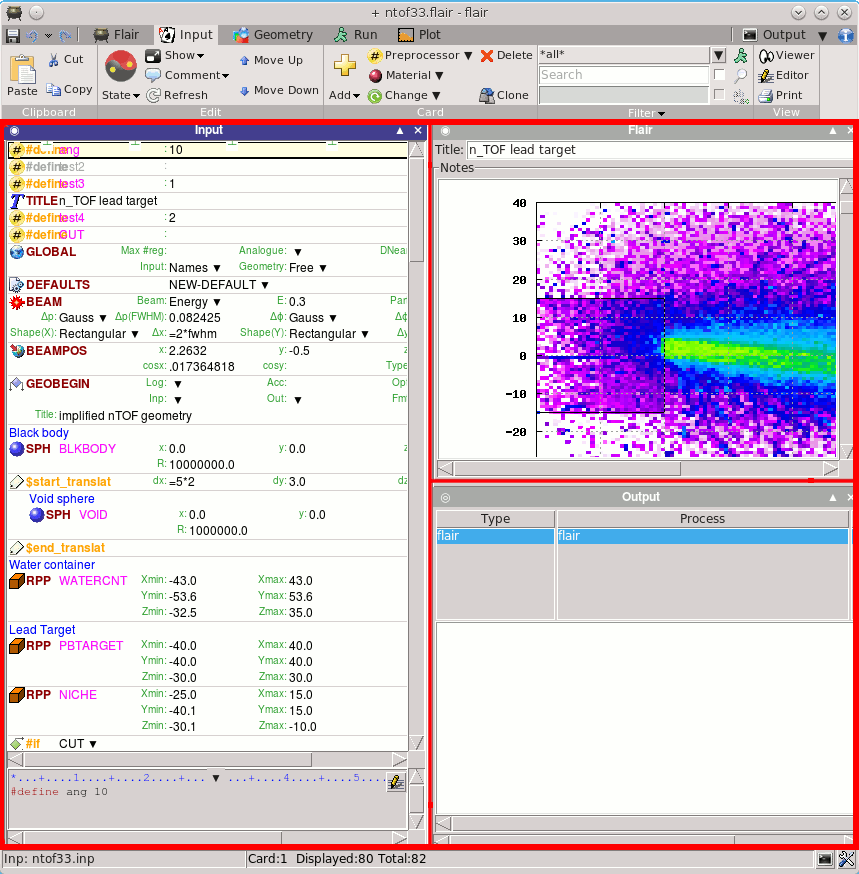 + ntof33.flair - flair
Flair Input Geometry Run Plot Output
Paste Cut Copy Clipboard
State Show Comment Refresh Move Up Move Down Edit
Add Preprocessor Material Change Delete Clone Card
*all* Search Filter
Viewer Editor Print View
Input
#define ang : 10
#define test2 :
#define test3 : 1
TITLE n_TOF lead target
#define test4 : 2
#define CUT :
GLOBAL Max #reg: Analogue: DNear
Input: Names Geometry: Free
DEFAULTS NEW-DEFAULT
BEAM Beam: Energy E: 0.3 Par
Δp: Gauss Δp(FWHM): 0.082425 Δϕ: Gauss Δϕ
Shape(X): Rectangular Δx: =2*fwhm Shape(Y): Rectangular Δy
BEAMPOS x: 2.2632 y: -0.5 z
cosx: .017364818 cosy: Type
GEOBEGIN Log: Acc: Opt
Inp: Out: Fmt
Title: implified nTOF geometry
Black body
SPH BLKBODY x: 0.0 y: 0.0 z
R: 10000000.0
$start_translat dx: =5*2 dy: 3.0 dz
Void sphere
SPH VOID x: 0.0 y: 0.0
R: 1000000.0
$end_translat
Water container
RPP WATERCNT Xmin: -43.0 Xmax: 43.0
Ymin: -53.6 Ymax: 53.6
Zmin: -32.5 Zmax: 35.0
Lead Target
RPP PBTARGET Xmin: -40.0 Xmax: 40.0
Ymin: -40.0 Ymax: 40.0
Zmin: -30.0 Zmax: 30.0
RPP NICHE Xmin: -25.0 Xmax: 15.0
Ymin: -40.1 Ymax: 15.0
Zmin: -30.1 Zmax: -10.0
#if CUT
*...+....1....+....2....+... ...+....4....+....5....
#define ang 10
Flair
Title: n_TOF lead target
Notes
40
30
20
10
0
-10
-20
Output
Type Process
flair flair
Inp: ntof33.inp Card:1 Displayed:80 Total:82